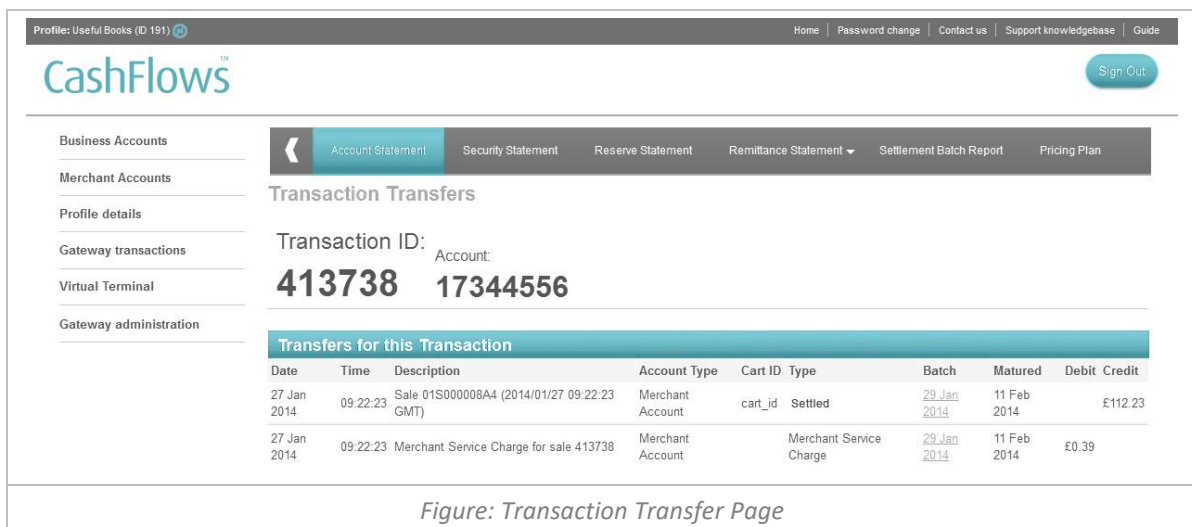 Profile: Useful Books (ID 191) Home | Password change | Contact us | Support knowledgebase | Guide
CashFlows™
Sign Out
Business Accounts
Merchant Accounts
Profile details
Gateway transactions
Virtual Terminal
Gateway administration
Account Statement Security Statement Reserve Statement Remittance Statement Settlement Batch Report Pricing Plan
Transaction Transfers
Transaction ID: Account:
413738 17344556
Transfers for this Transaction
Date Time Description Account Type Cart ID Type Batch Matured Debit Credit
27 Jan 2014 09:22:23 Sale 01S000008A4 (2014/01/27 09:22:23 GMT) Merchant Account cart_id Settled 29 Jan 2014 11 Feb 2014 £112.23
27 Jan 2014 09:22:23 Merchant Service Charge for sale 413738 Merchant Account Merchant Service Charge 29 Jan 2014 11 Feb 2014 £0.39
Figure: Transaction Transfer Page